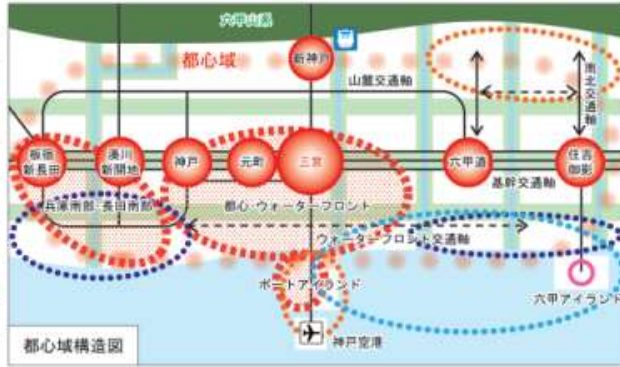 六甲山系
都心域
新神戸
山麓交通軸
南北交通軸
板宿
新長田
湊川
新開地
神戸
元町
三宮
六甲道
住吉
御影
基幹交通軸
兵庫南部・長田南部
都心・ウォーターフロント
ウォーターフロント交通軸
ポートアイランド
六甲アイランド
神戸空港
都心域構造図